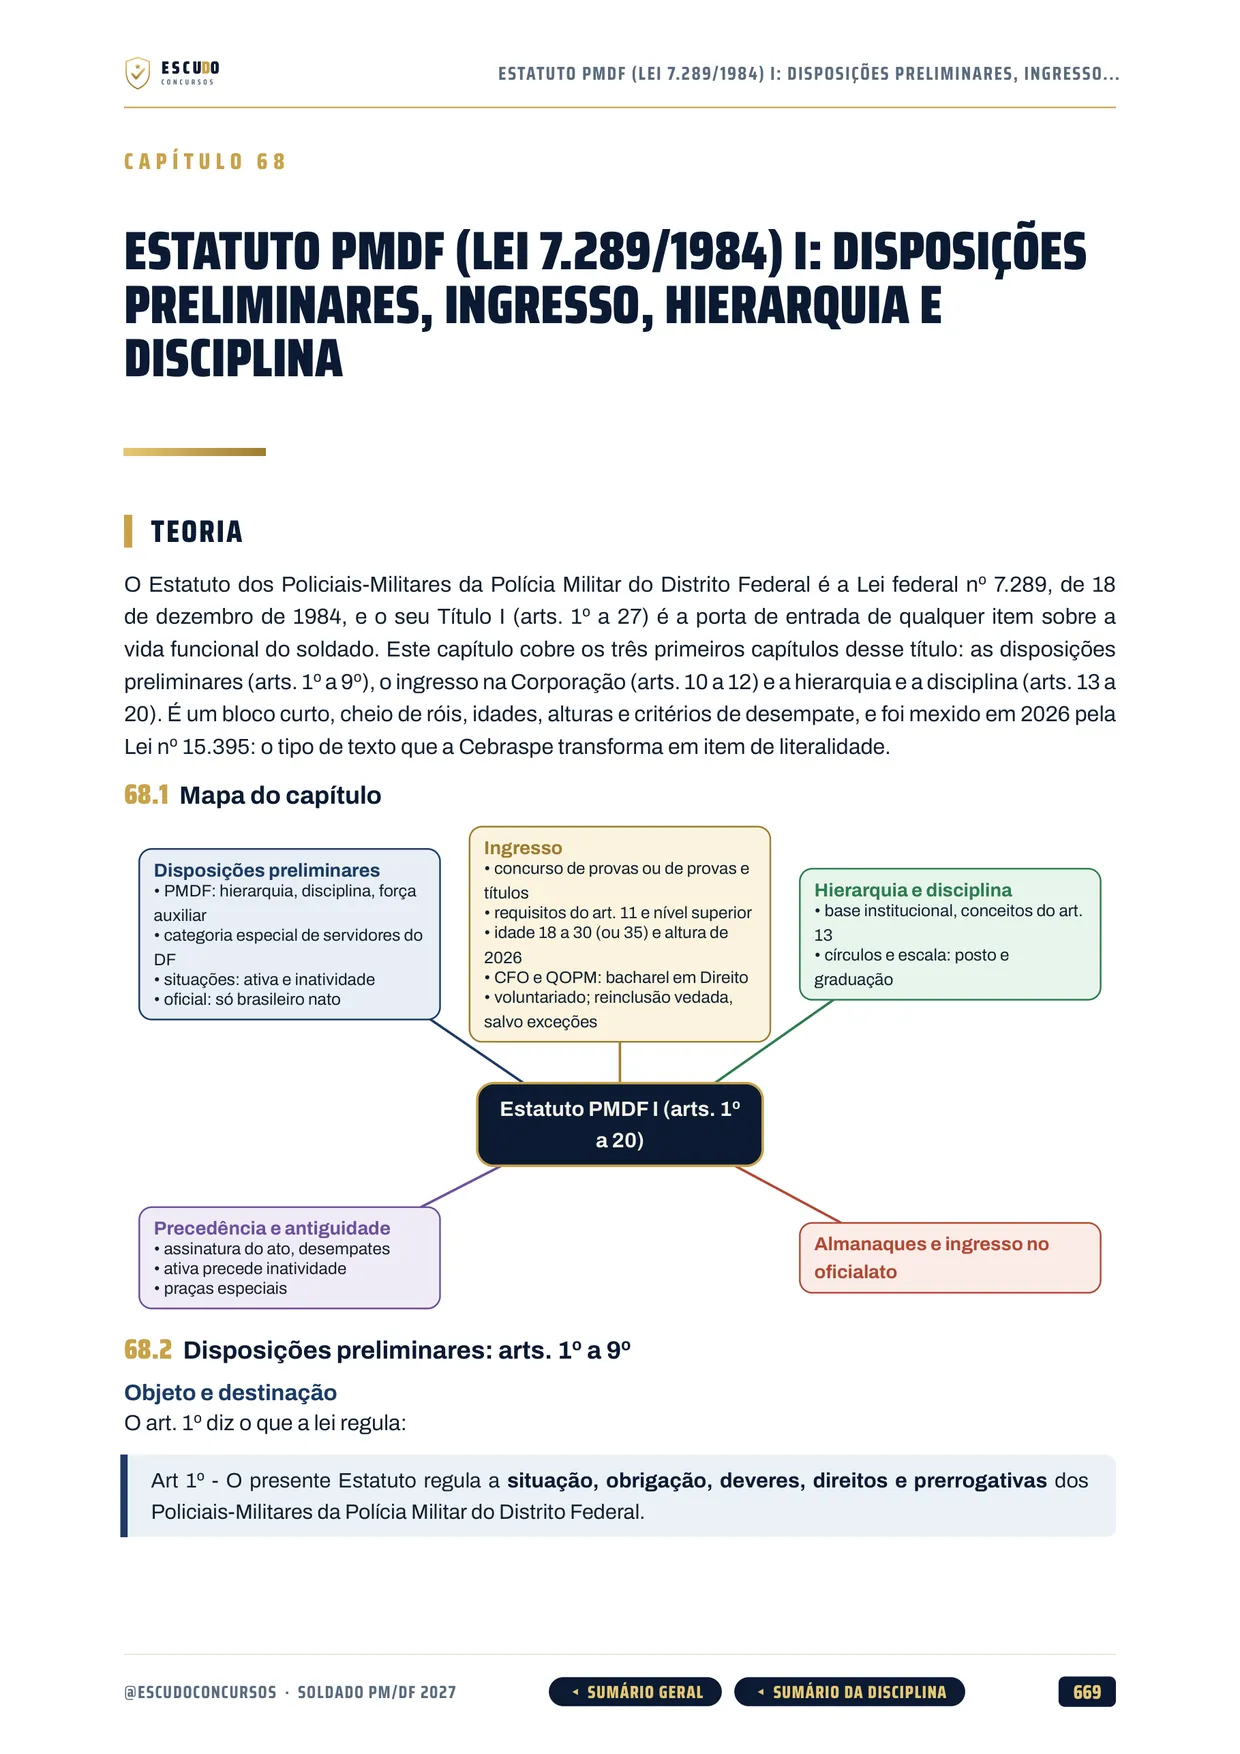 ESCUDO
CONCURSOS
ESTATUTO PMDF (LEI 7.289/1984) I: DISPOSIÇÕES PRELIMINARES, INGRESSO...
CAPÍTULO 68
ESTATUTO PMDF (LEI 7.289/1984) I: DISPOSIÇÕES
PRELIMINARES, INGRESSO, HIERARQUIA E
DISCIPLINA
TEORIA
O Estatuto dos Policiais-Militares da Polícia Militar do Distrito Federal é a Lei federal nº 7.289, de 18
de dezembro de 1984, e o seu Título I (arts. 1º a 27) é a porta de entrada de qualquer item sobre a
vida funcional do soldado. Este capítulo cobre os três primeiros capítulos desse título: as disposições
preliminares (arts. 1º a 9º), o ingresso na Corporação (arts. 10 a 12) e a hierarquia e a disciplina (arts. 13 a
20). É um bloco curto, cheio de róis, idades, alturas e critérios de desempate, e foi mexido em 2026 pela
Lei nº 15.395: o tipo de texto que a Cebraspe transforma em item de literalidade.
68.1 Mapa do capítulo
Disposições preliminares
• PMDF: hierarquia, disciplina, força
auxiliar
• categoria especial de servidores do
DF
• situações: ativa e inatividade
• oficial: só brasileiro nato
Ingresso
• concurso de provas ou de provas e
títulos
• requisitos do art. 11 e nível superior
• idade 18 a 30 (ou 35) e altura de
2026
• CFO e QOPM: bacharel em Direito
• voluntariado; reinclusão vedada,
salvo exceções
Hierarquia e disciplina
• base institucional, conceitos do art.
13
• círculos e escala: posto e
graduação
Estatuto PMDF I (arts. 1º
a 20)
Precedência e antiguidade
• assinatura do ato, desempates
• ativa precede inatividade
• praças especiais
Almanaques e ingresso no
oficialato
68.2 Disposições preliminares: arts. 1º a 9º
Objeto e destinação
O art. 1º diz o que a lei regula:
Art 1º - O presente Estatuto regula a situação, obrigação, deveres, direitos e prerrogativas dos
Policiais-Militares da Polícia Militar do Distrito Federal.
@ESCUDOCONCURSOS · SOLDADO PM/DF 2027
SUMÁRIO GERAL
SUMÁRIO DA DISCIPLINA
669